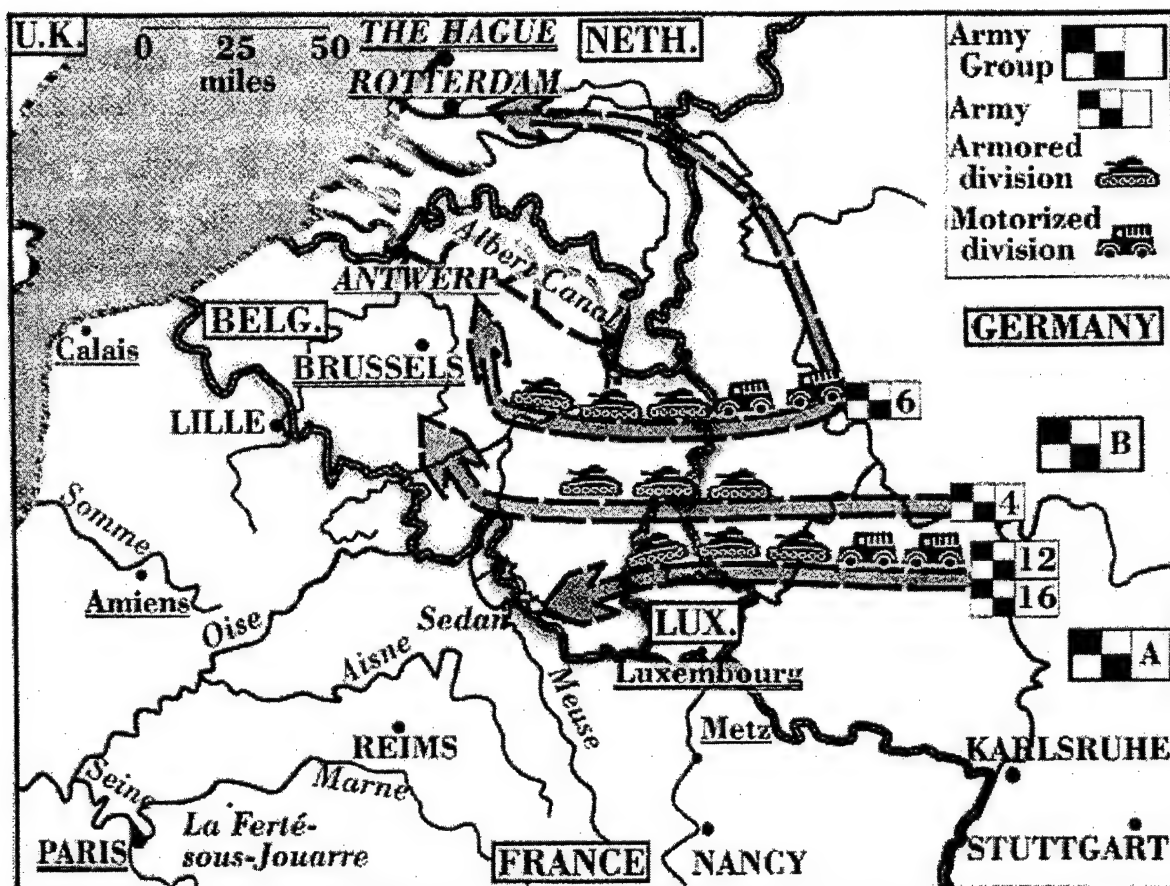 U.K.
0 25 50
miles
THE HAGUE
ROTTERDAM
NETH.
Army
Group
Army
Armored
division
Motorized
division
Albert Canal
ANTWERP
BELG.
GERMANY
Calais
BRUSSELS
6
LILLE
B
4
Somme
12
Amiens
16
Oise
Sedan
LUX.
A
Aisne
Luxembourg
Meuse
Metz
REIMS
KARLSRUHE
Seine
Marne
La Ferté-
sous-Jouarre
PARIS
FRANCE
NANCY
STUTTGART